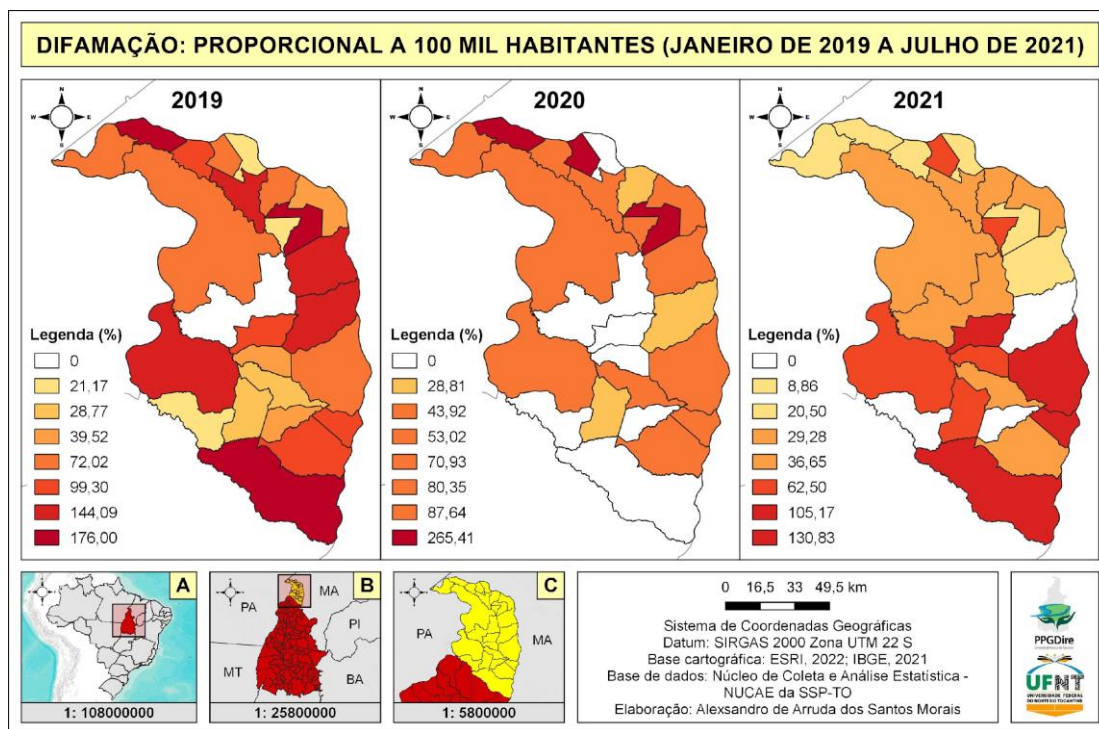 DIFAMAÇÃO: PROPORCIONAL A 100 MIL HABITANTES (JANEIRO DE 2019 A JULHO DE 2021)
2019
N
W
E
S
Legenda (%)
0
21,17
28,77
39,52
72,02
99,30
144,09
176,00
2020
N
W
E
S
Legenda (%)
0
28,81
43,92
53,02
70,93
80,35
87,64
265,41
2021
N
W
E
S
Legenda (%)
0
8,86
20,50
29,28
36,65
62,50
105,17
130,83
A
1: 108000000
B
PA
MA
PI
MT
BA
1: 25800000
C
PA
MA
1: 5800000
0 16,5 33 49,5 km
Sistema de Coordenadas Geográficas
Datum: SIRGAS 2000 Zona UTM 22 S
Base cartográfica: ESRI, 2022; IBGE, 2021
Base de dados: Núcleo de Coleta e Análise Estatística -
NUCAE da SSP-TO
Elaboração: Alexsandro de Arruda dos Santos Morais
PPGDire
UFNT
UNIVERSIDADE FEDERAL
DO NORTE DO TOCANTINS